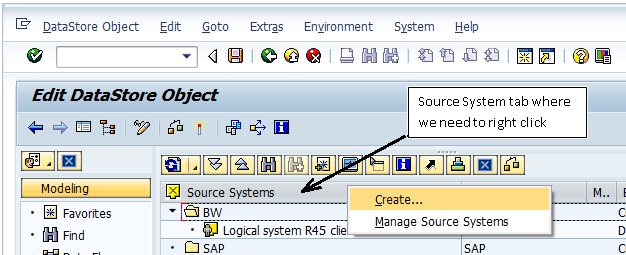 DataStore Object Edit Goto Extras Environment System Help
Edit DataStore Object
Source System tab where
we need to right click
Modeling
Source Systems
M..
E
Create...
Favorites
BW
C
Manage Source Systems
Find
Logical system R45 clie
D
SAP
SAP
C